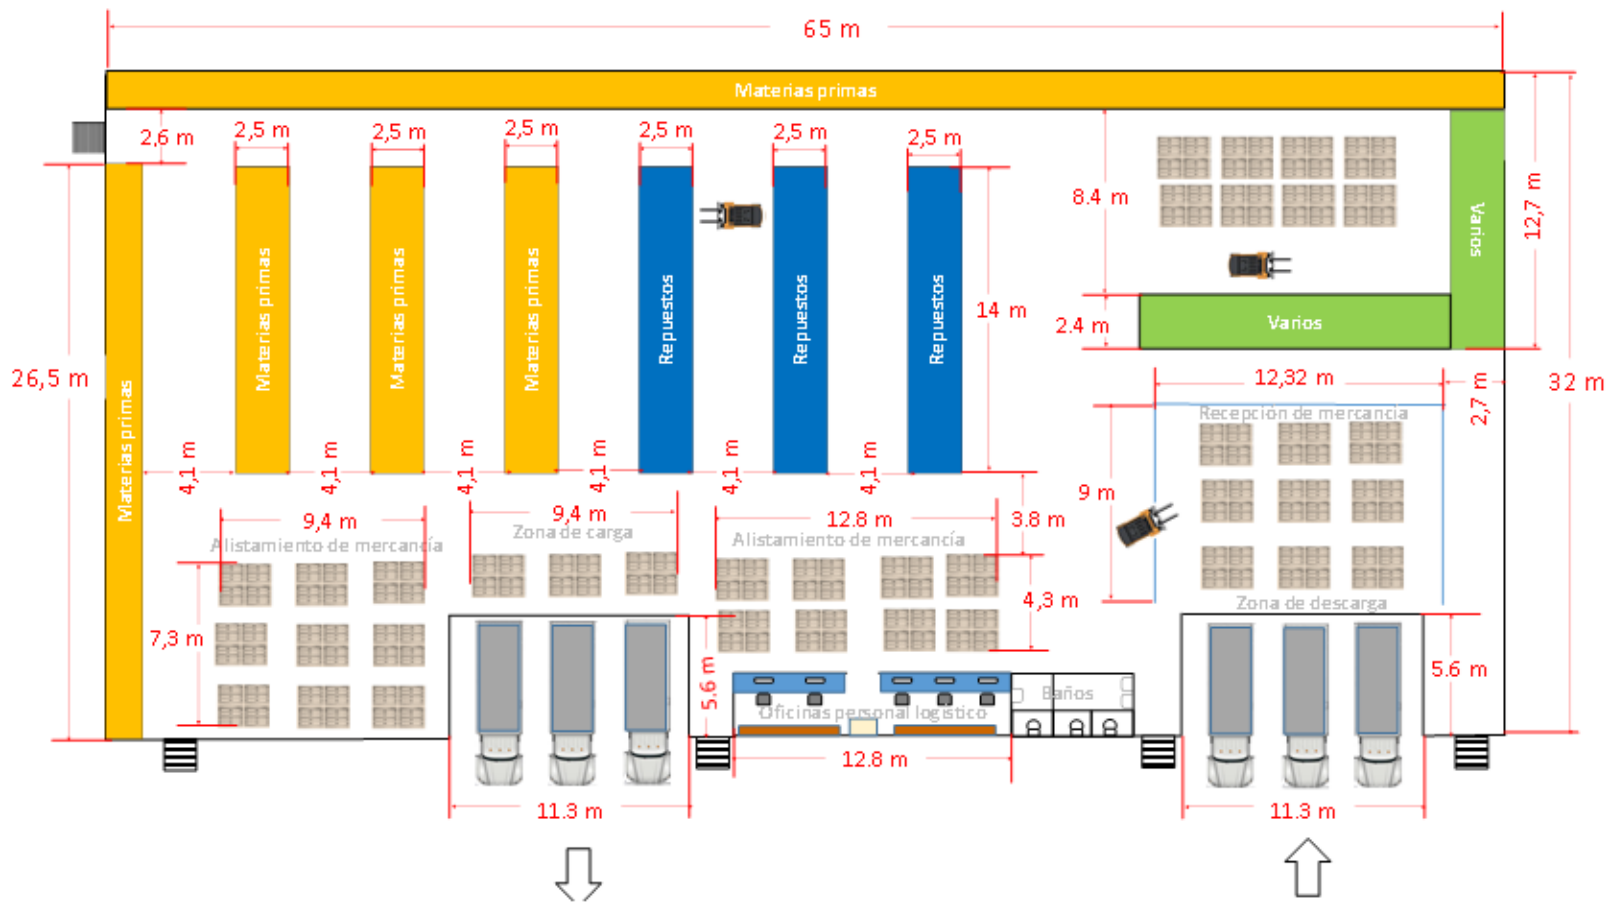 65 m
Materias primas
2,6 m
2,5 m
2,5 m
2,5 m
2,5 m
2,5 m
2,5 m
8.4 m
12,7 m
Varios
Materias primas
Materias primas
Materias primas
Repuestos
Repuestos
Repuestos
14 m
2.4 m
Varios
26,5 m
32 m
12,32 m
2,7 m
Materias primas
Recepción de mercancía
4,1 m
4,1 m
4,1 m
4,1 m
4,1 m
4,1 m
9 m
9,4 m
9,4 m
12.8 m
3.8 m
Alistamiento de mercancía
Zona de carga
Alistamiento de mercancía
4,3 m
Zona de descarga
7,3 m
5.6 m
5.6 m
Baños
Oficinas personal logístico
12.8 m
11.3 m
11.3 m